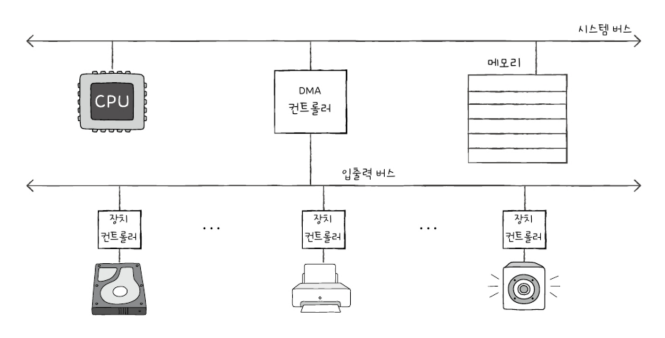 시스템 버스
메모리
CPU
DMA
컨트롤러
입출력 버스
장치
컨트롤러
...
장치
컨트롤러
...
장치
컨트롤러